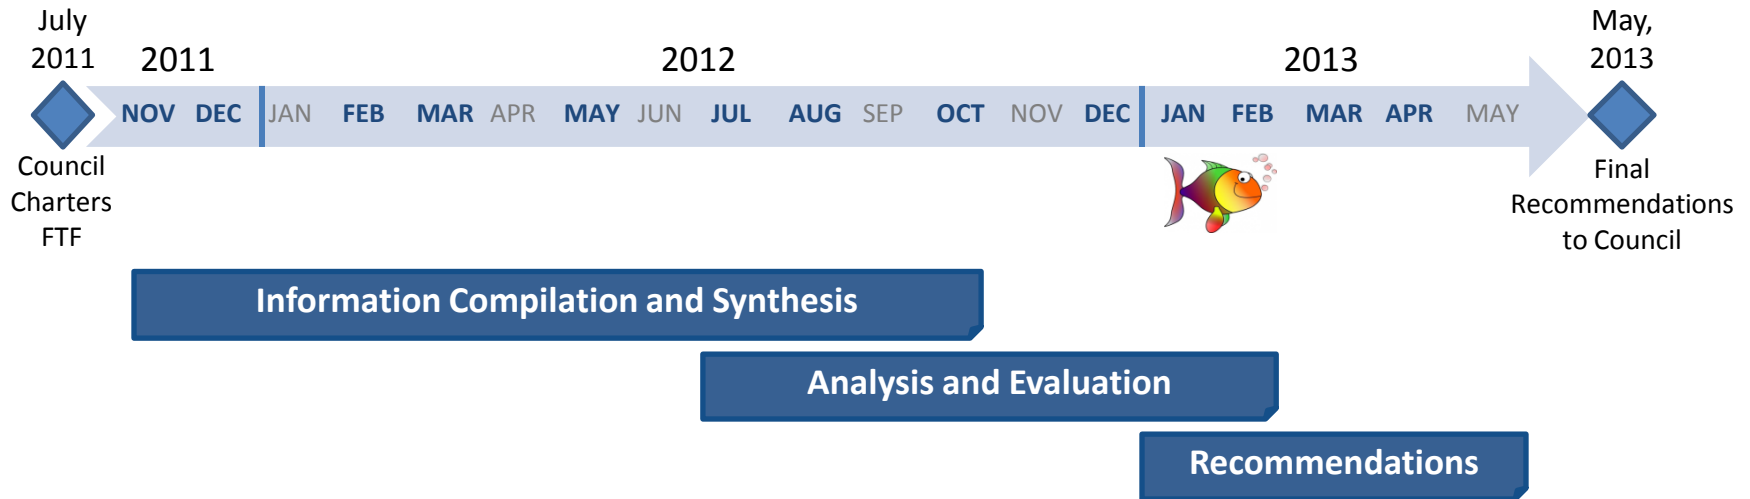 July
2011
2011
2012
2013
May,
2013
NOV DEC JAN FEB MAR APR MAY JUN JUL AUG SEP OCT NOV DEC JAN FEB MAR APR MAY
Council
Charters
FTF
Final
Recommendations
to Council
Information Compilation and Synthesis
Analysis and Evaluation
Recommendations